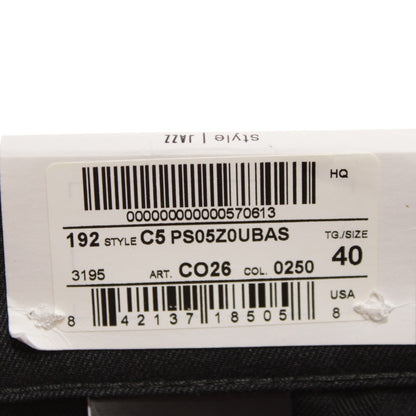 style | JAZZ
HQ
000000000000570613
192 STYLE C5 PS05Z0UBAS TG./SIZE
3195 ART. CO26 COL. 0250 40
USA
8 42137 18505 8